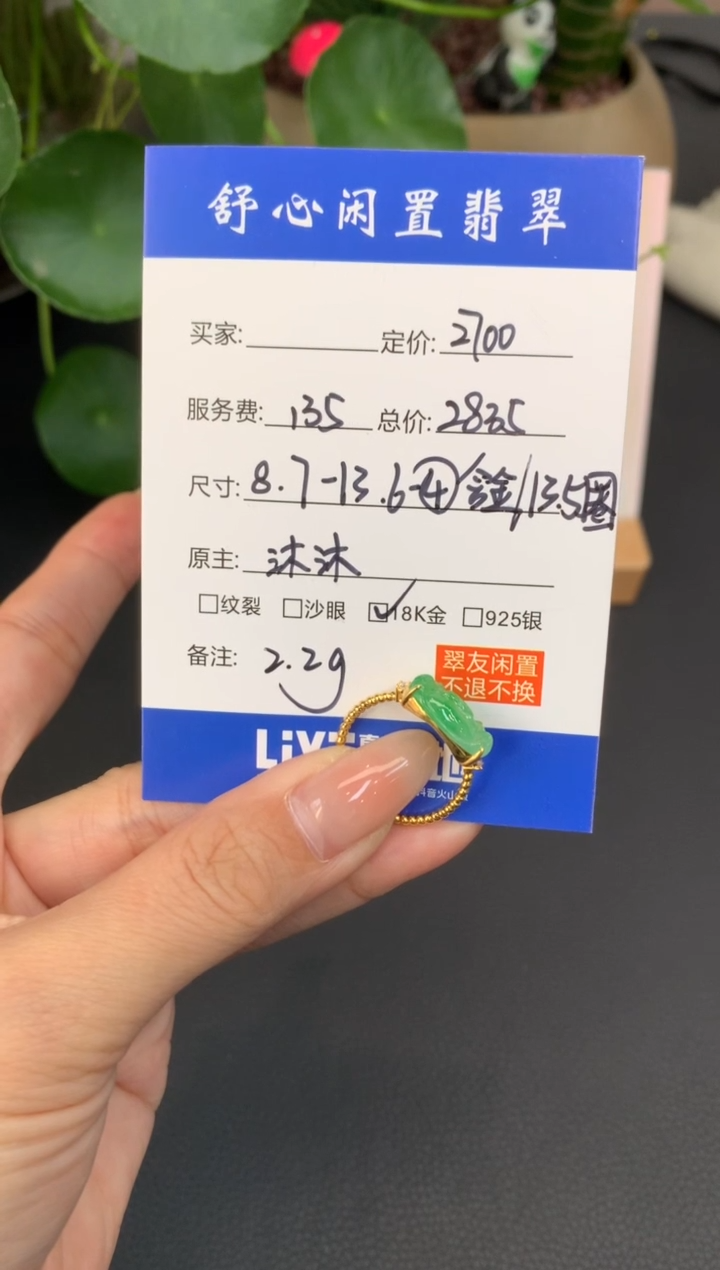 舒心闲置翡翠
买家: 定价: 2700
服务费: 135 总价: 2835
尺寸: 8.7-13.6-④含金/13.5圈
原主: 沐沐
□纹裂 □沙眼 ☑18K金 □925银
备注: 2.2g
翠友闲置
不退不换